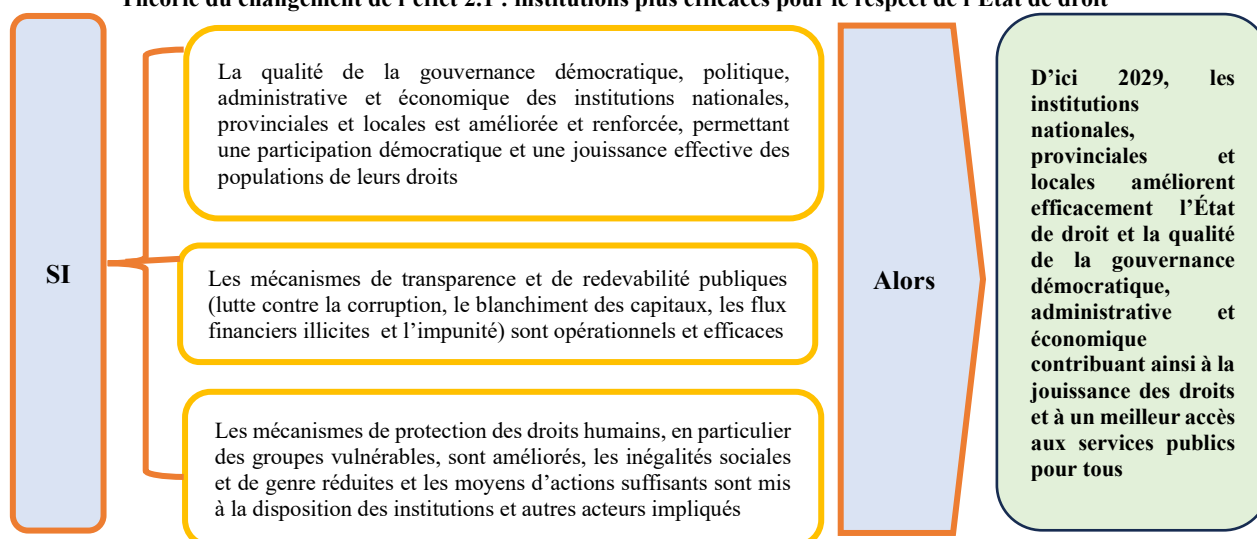 Théorie du changement de l'effet 2.1 : institutions plus efficaces pour le respect de l'État de droit
SI
La qualité de la gouvernance démocratique, politique,
administrative et économique des institutions nationales,
provinciales et locales est améliorée et renforcée, permettant
une participation démocratique et une jouissance effective des
populations de leurs droits
Les mécanismes de transparence et de redevabilité publiques
(lutte contre la corruption, le blanchiment des capitaux, les flux
financiers illicites et l'impunité) sont opérationnels et efficaces
Les mécanismes de protection des droits humains, en particulier
des groupes vulnérables, sont améliorés, les inégalités sociales
et de genre réduites et les moyens d'actions suffisants sont mis
à la disposition des institutions et autres acteurs impliqués
Alors
D'ici 2029, les
institutions
nationales,
provinciales et
locales améliorent
efficacement l'État
de droit et la qualité
de la gouvernance
démocratique,
administrative et
économique
contribuant ainsi à la
jouissance des droits
et à un meilleur accès
aux services publics
pour tous